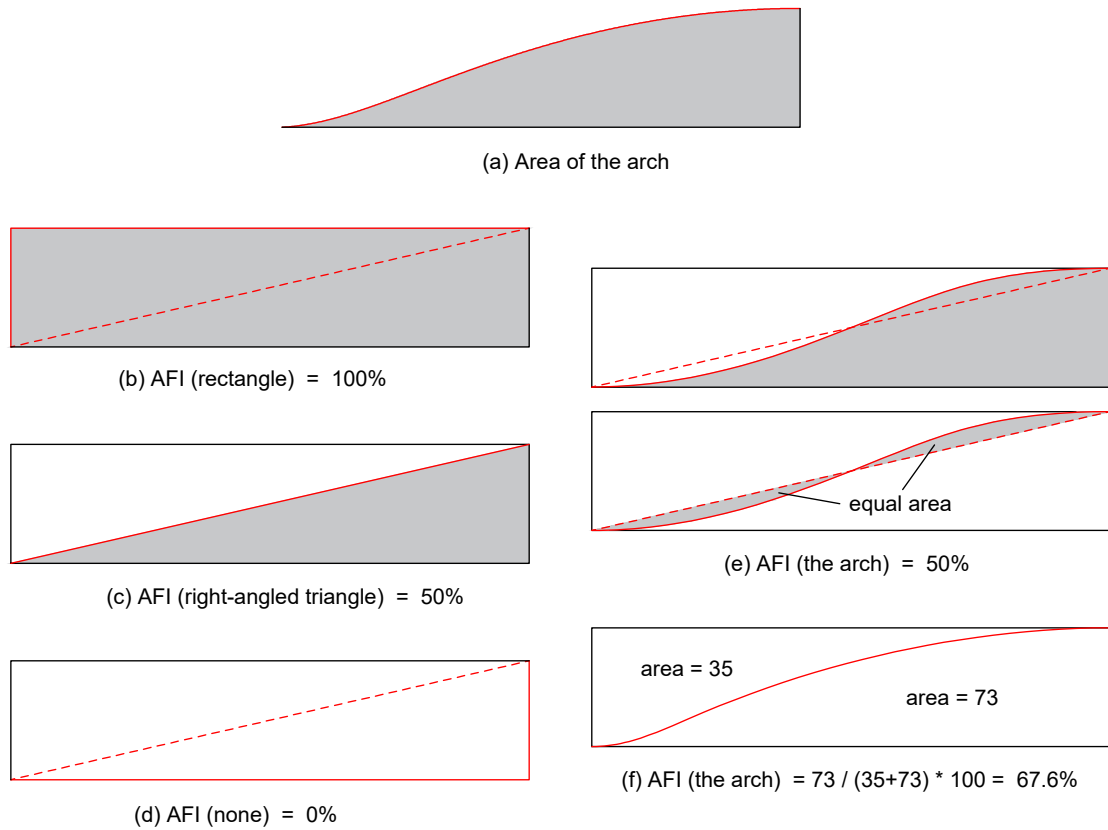 (a) Area of the arch
(b) AFI (rectangle) = 100%
(c) AFI (right-angled triangle) = 50%
(d) AFI (none) = 0%
equal area
(e) AFI (the arch) = 50%
area = 35
area = 73
(f) AFI (the arch) = 73 / (35+73) * 100 = 67.6%